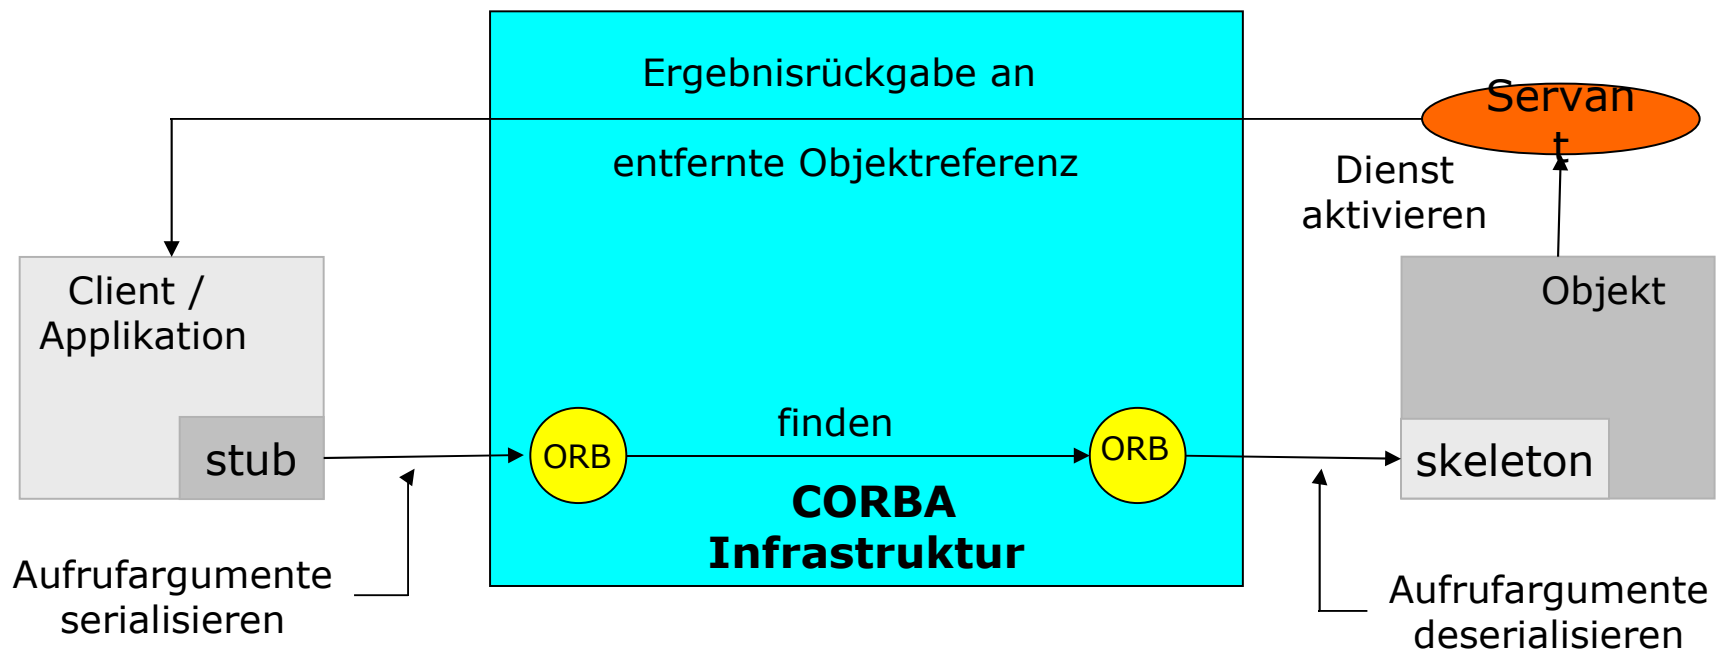 Ergebnisrückgabe an
entfernte Objektreferenz
Servan
t
Dienst
aktivieren
Client /
Applikation
Objekt
stub
ORB
finden
ORB
skeleton
CORBA
Infrastruktur
Aufrufargumente
serialisieren
Aufrufargumente
deserialisieren